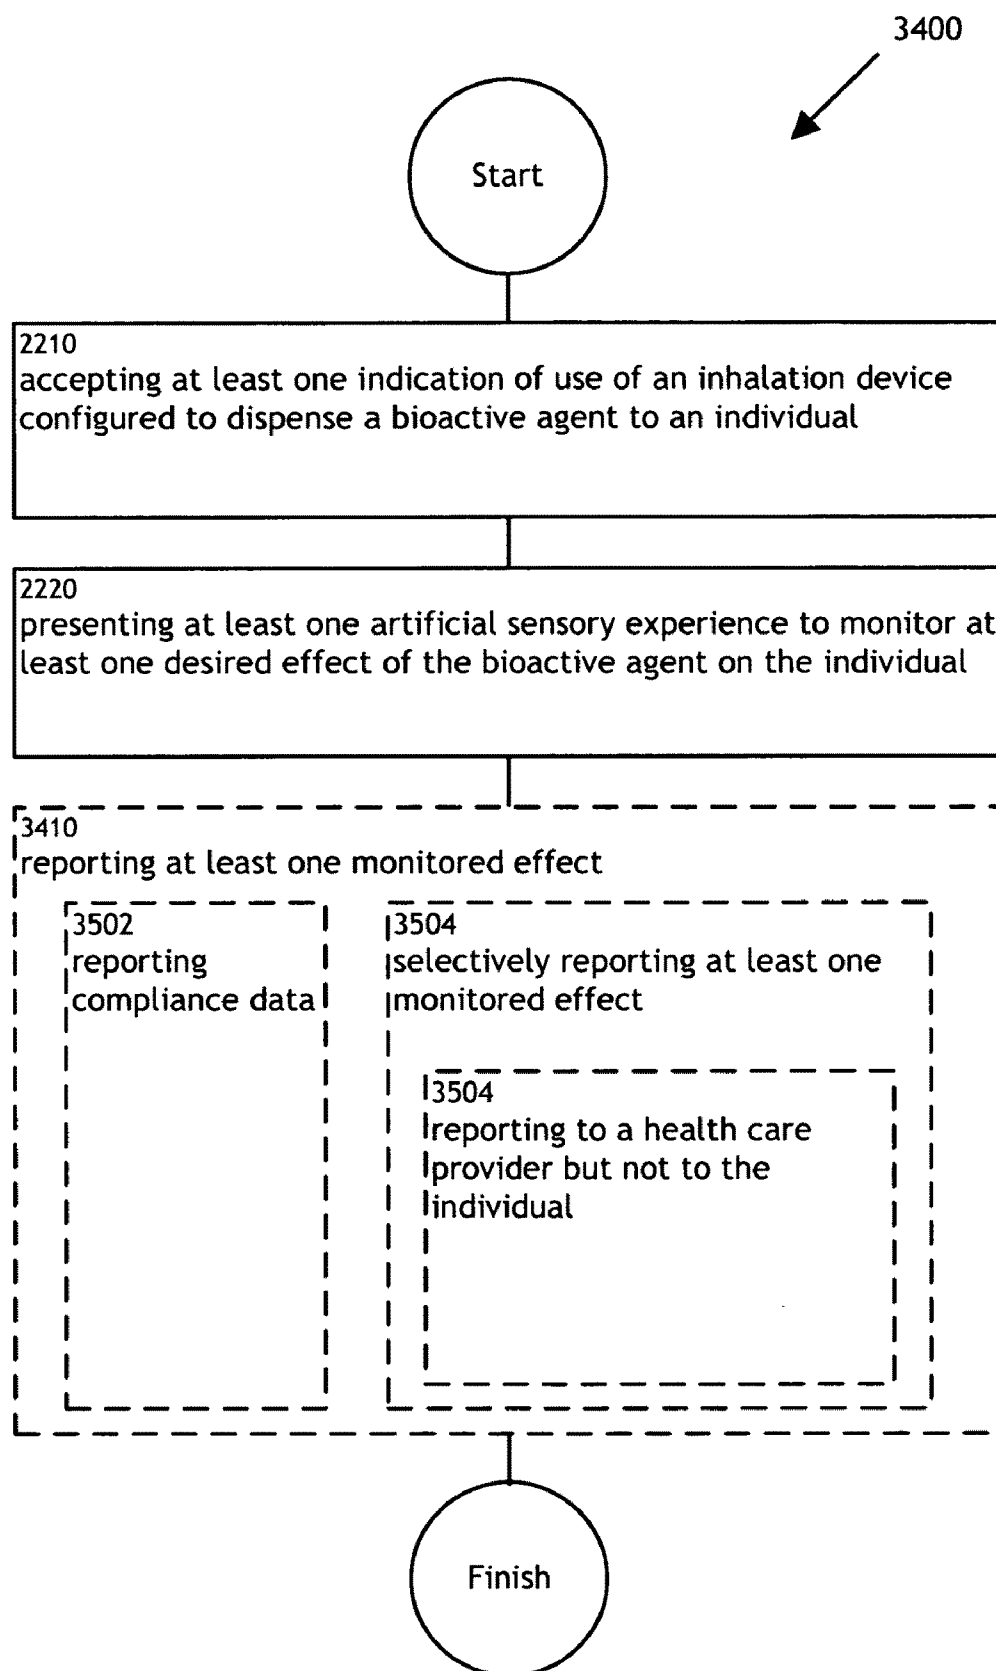 3400
Start
2210
accepting at least one indication of use of an inhalation device
configured to dispense a bioactive agent to an individual
2220
presenting at least one artificial sensory experience to monitor at
least one desired effect of the bioactive agent on the individual
3410
reporting at least one monitored effect
3502
reporting
compliance data
3504
selectively reporting at least one
monitored effect
3504
reporting to a health care
provider but not to the
individual
Finish